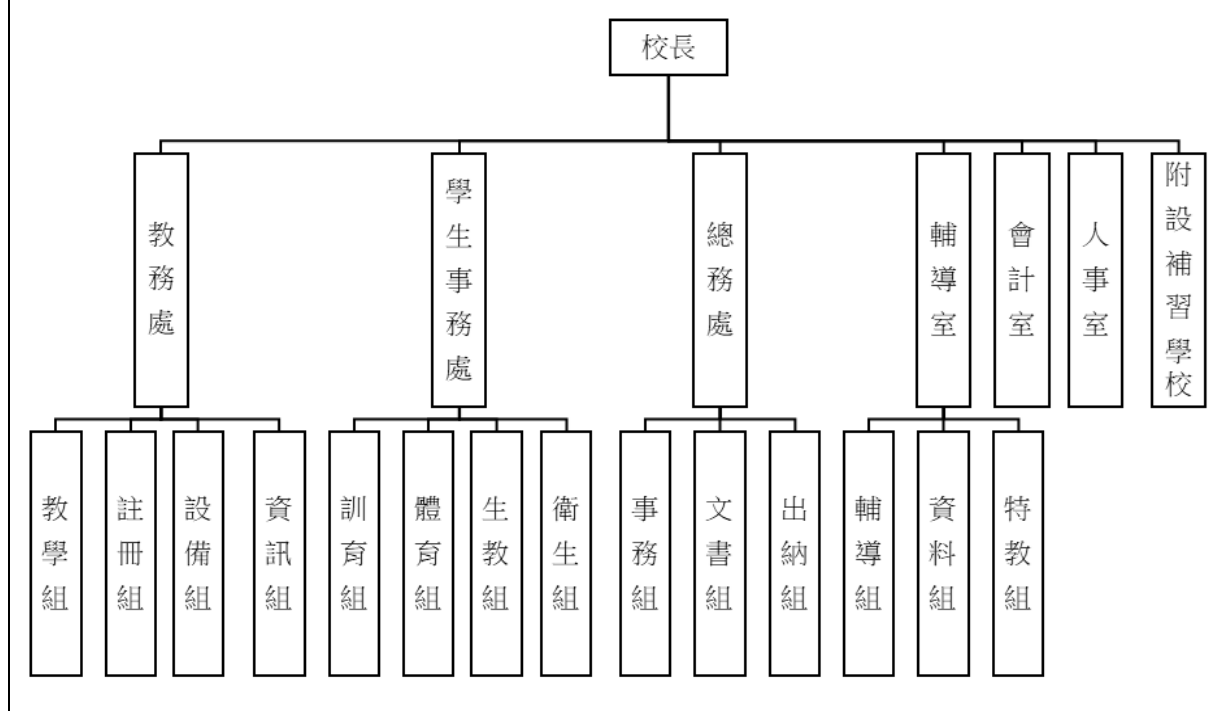 校長
教務處
學生事務處
總務處
輔導室
會計室
人事室
附設補習學校
教學組
註冊組
設備組
資訊組
訓育組
體育組
生教組
衛生組
事務組
文書組
出納組
輔導組
資料組
特教組